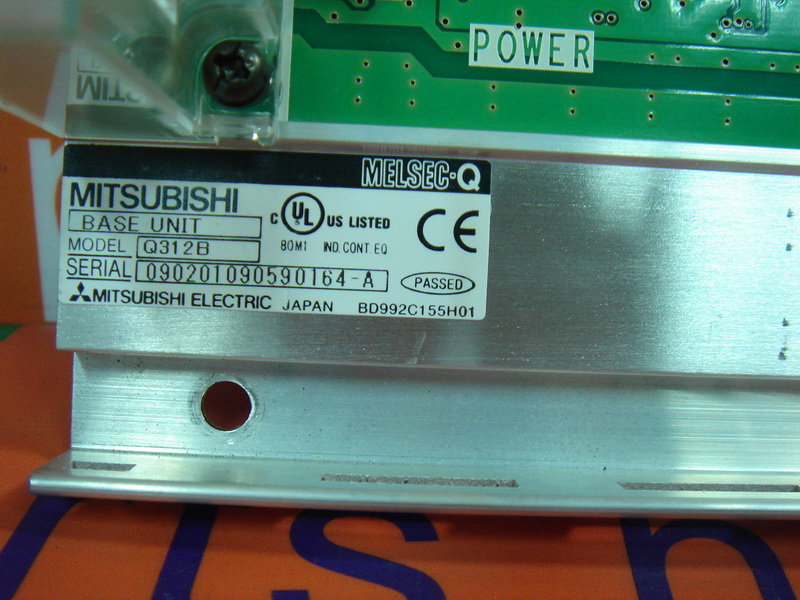 POWER
MELSEC-Q
MITSUBISHI
BASE UNIT
C UL US LISTED
CE
MODEL Q312B
80M1 IND. CONT. EQ
SERIAL 090201090590164-A
PASSED
MITSUBISHI ELECTRIC JAPAN BD992C155H01